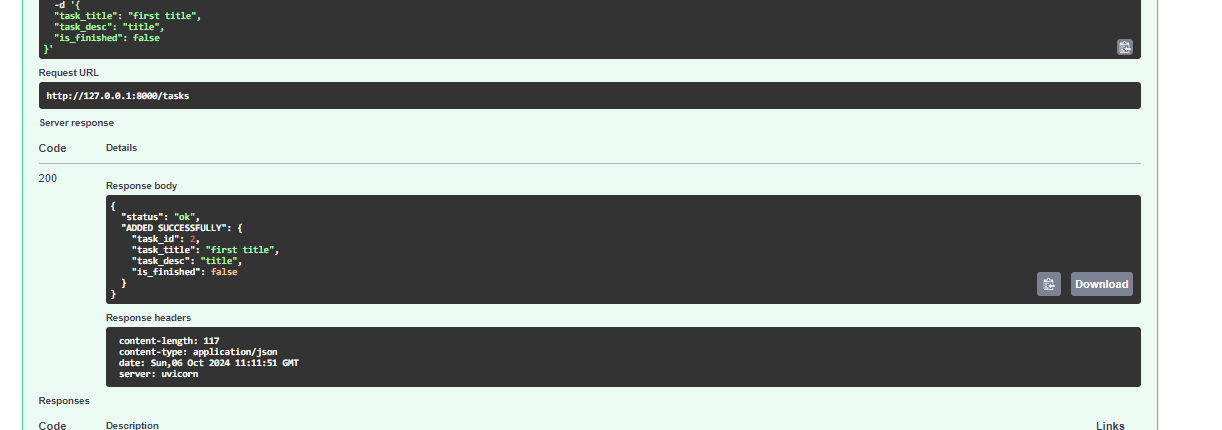 -d '{
"task_title": "first title",
"task_desc": "title",
"is_finished": false
}'
Request URL
http://127.0.0.1:8000/tasks
Server response
Code Details
200
Response body
{
"status": "ok",
"ADDED SUCCESSFULLY": {
"task_id": 2,
"task_title": "first title",
"task_desc": "title",
"is_finished": false
}
}
Download
Response headers
content-length: 117
content-type: application/json
date: Sun,06 Oct 2024 11:11:51 GMT
server: uvicorn
Responses
Code Description Links